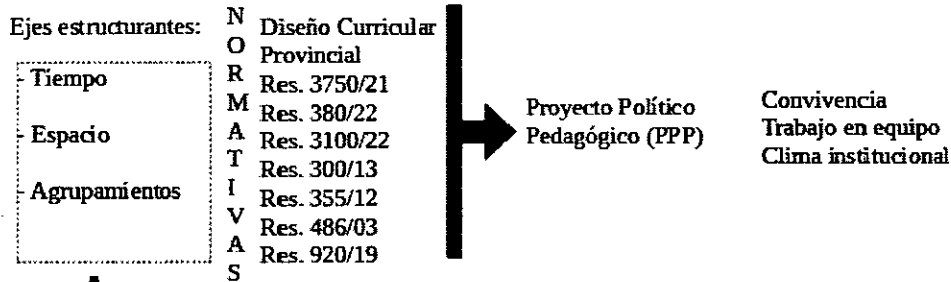 Ejes estructurantes:
- Tiempo
- Espacio
- Agrupamientos
NORMATIVAS
Diseño Curricular
Provincial
Res. 3750/21
Res. 380/22
Res. 3100/22
Res. 300/13
Res. 355/12
Res. 486/03
Res. 920/19
Proyecto Político
Pedagógico (PPP)
Convivencia
Trabajo en equipo
Clima institucional